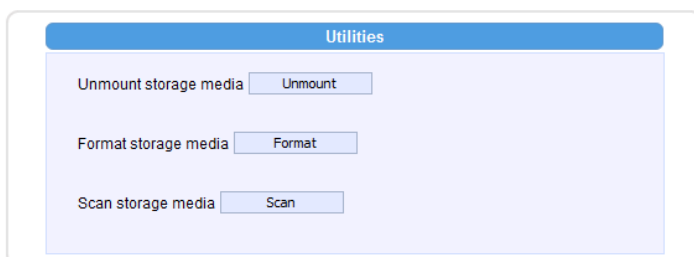 Utilities
Unmount storage media Unmount
Format storage media Format
Scan storage media Scan